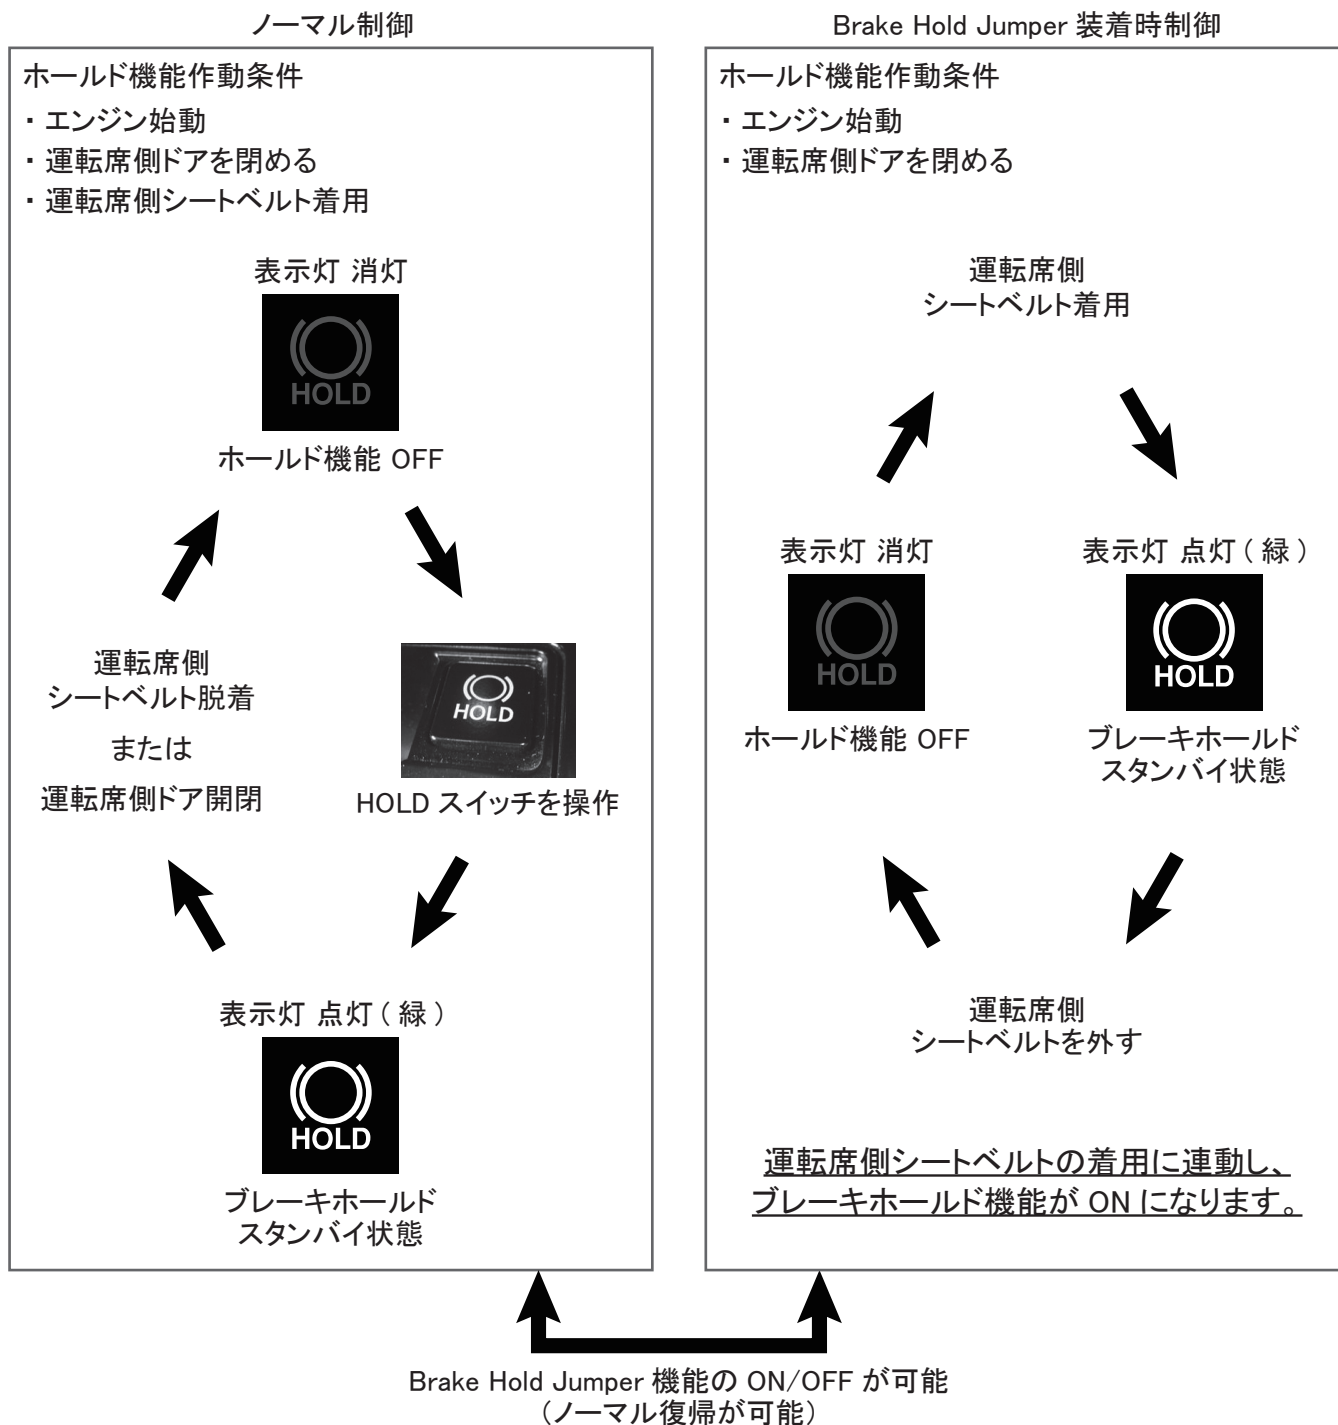 ノーマル制御
ホールド機能作動条件
・エンジン始動
・運転席側ドアを閉める
・運転席側シートベルト着用
表示灯 消灯
HOLD
ホールド機能 OFF
運転席側
シートベルト脱着
または
運転席側ドア開閉
HOLD
HOLD スイッチを操作
表示灯 点灯(緑)
HOLD
ブレーキホールド
スタンバイ状態
Brake Hold Jumper 装着時制御
ホールド機能作動条件
・エンジン始動
・運転席側ドアを閉める
運転席側
シートベルト着用
表示灯 消灯
HOLD
ホールド機能 OFF
表示灯 点灯(緑)
HOLD
ブレーキホールド
スタンバイ状態
運転席側
シートベルトを外す
運転席側シートベルトの着用に連動し、
ブレーキホールド機能が ON になります。
Brake Hold Jumper 機能の ON/OFF が可能
(ノーマル復帰が可能)